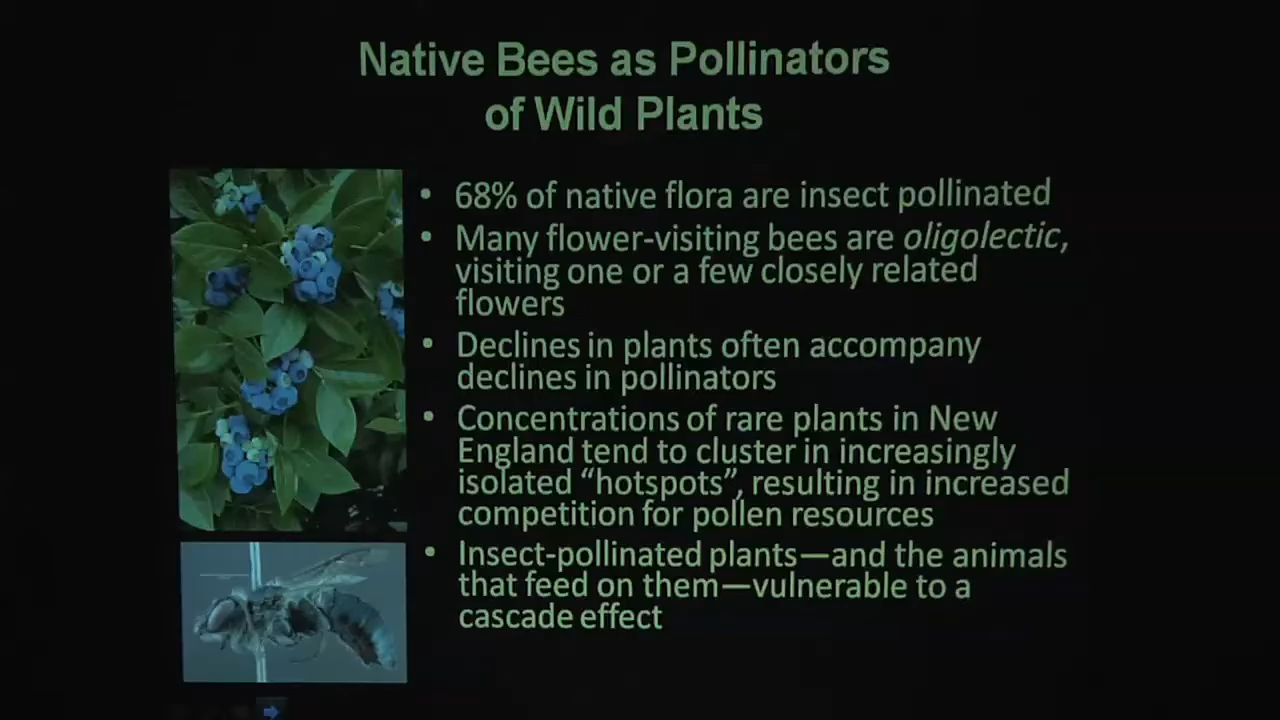 Native Bees as Pollinators
of Wild Plants
• 68% of native flora are insect pollinated
• Many flower-visiting bees are oligolectic,
visiting one or a few closely related
flowers
• Declines in plants often accompany
declines in pollinators
• Concentrations of rare plants in New
England tend to cluster in increasingly
isolated “hotspots”, resulting in increased
competition for pollen resources
• Insect-pollinated plants—and the animals
that feed on them—vulnerable to a
cascade effect